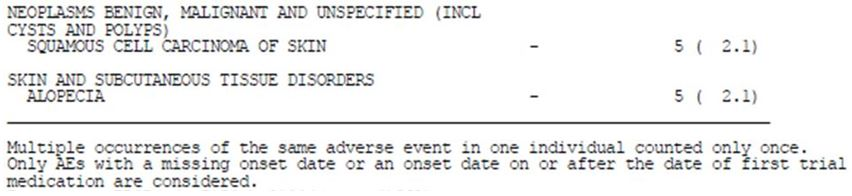 NEOPLASMS BENIGN, MALIGNANT AND UNSPECIFIED (INCL
CYSTS AND POLYPS)
SQUAMOUS CELL CARCINOMA OF SKIN - 5 ( 2.1)
SKIN AND SUBCUTANEOUS TISSUE DISORDERS
ALOPECIA - 5 ( 2.1)
Multiple occurrences of the same adverse event in one individual counted only once.
Only AEs with a missing onset date or an onset date on or after the date of first trial
medication are considered.